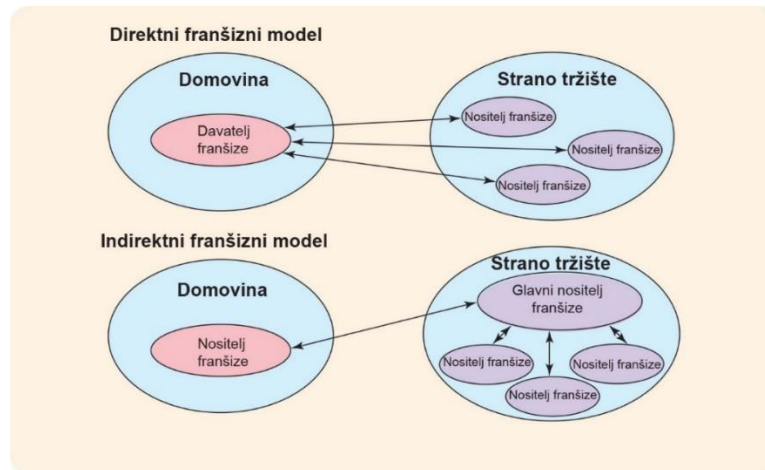 Direktni franšizni model
Domovina
Strano tržište
Davatelj
franšize
Nositelj franšize
Nositelj franšize
Nositelj franšize
Indirektni franšizni model
Domovina
Strano tržište
Nositelj
franšize
Glavni nositelj
franšize
Nositelj franšize
Nositelj franšize
Nositelj franšize